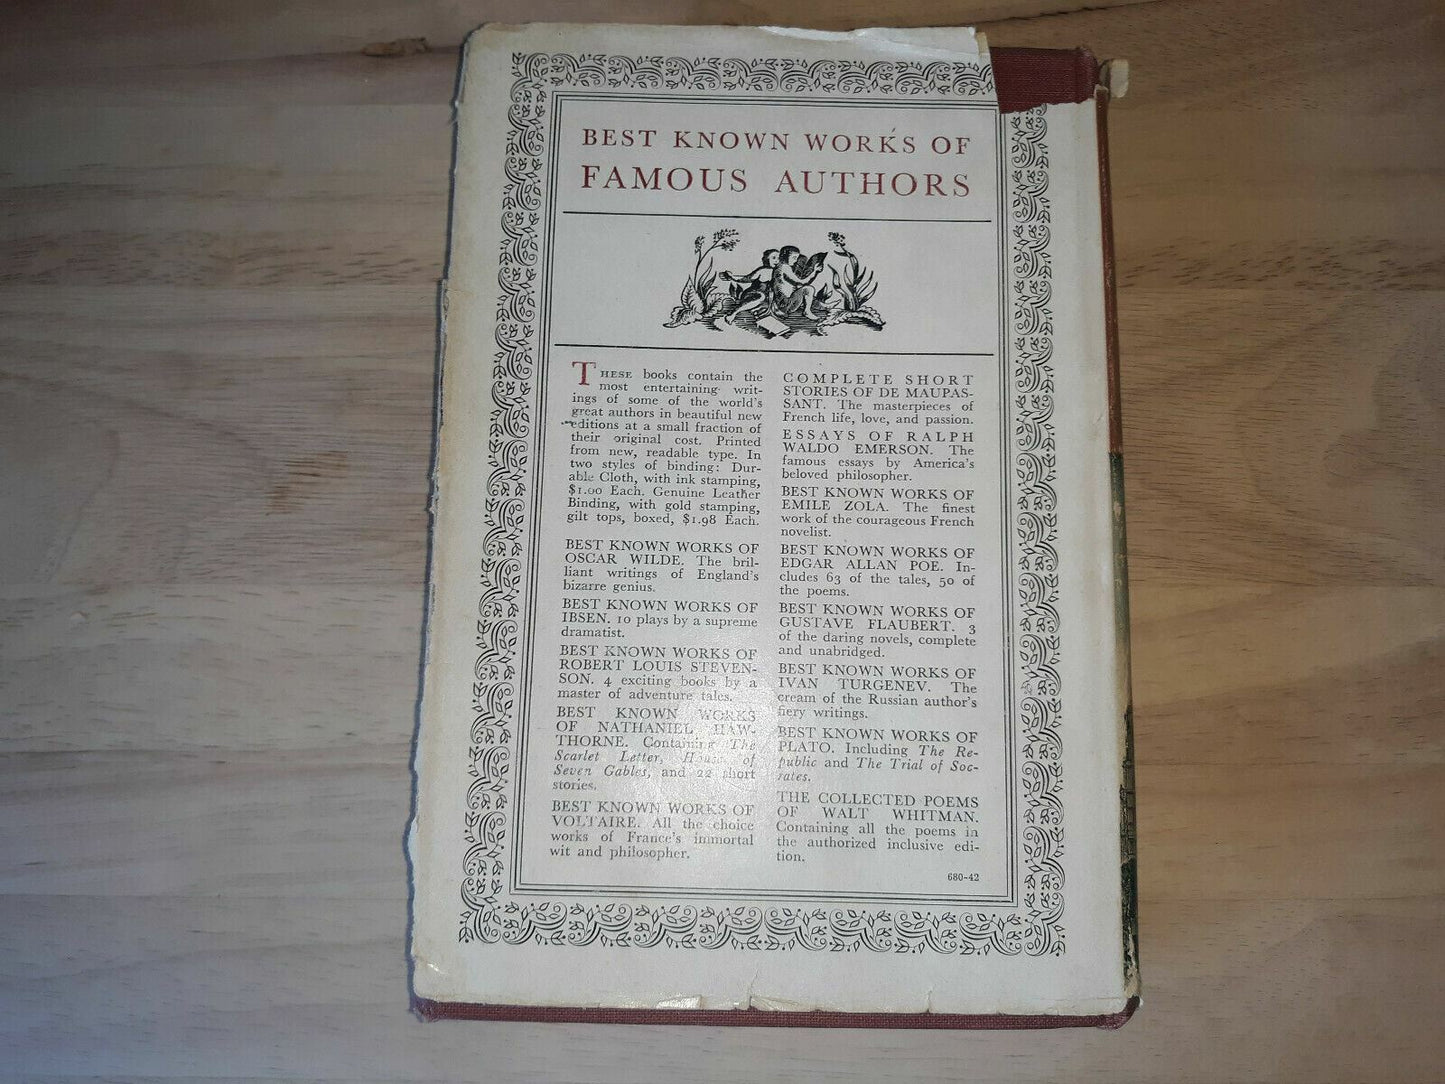 BEST KNOWN WORKS OF
FAMOUS AUTHORS
THESE books contain the
most entertaining writ-
ings of some of the world's
great authors in beautiful new
editions at a small fraction of
their original cost. Printed
from new, readable type. In
two styles of binding: Dur-
able Cloth, with ink stamping,
$1.00 Each. Genuine Leather
Binding, with gold stamping,
gilt tops, boxed, $1.98 Each.
BEST KNOWN WORKS OF
OSCAR WILDE. The bril-
liant writings of England's
bizarre genius.
BEST KNOWN WORKS OF
IBSEN. 10 plays by a supreme
dramatist.
BEST KNOWN WORKS OF
ROBERT LOUIS STEVEN-
SON. 4 exciting books by a
master of adventure tales.
BEST KNOWN WORKS
OF NATHANIEL HAW-
THORNE. Containing The
Scarlet Letter, House of
Seven Gables, and 22 short
stories.
BEST KNOWN WORKS OF
VOLTAIRE. All the choice
works of France's immortal
wit and philosopher.
COMPLETE SHORT
STORIES OF DE MAUPAS-
SANT. The masterpieces of
French life, love, and passion.
ESSAYS OF RALPH
WALDO EMERSON. The
famous essays by America's
beloved philosopher.
BEST KNOWN WORKS OF
EMILE ZOLA. The finest
work of the courageous French
novelist.
BEST KNOWN WORKS OF
EDGAR ALLAN POE. In-
cludes 63 of the tales, 50 of
the poems.
BEST KNOWN WORKS OF
GUSTAVE FLAUBERT. 3
of the daring novels, complete
and unabridged.
BEST KNOWN WORKS OF
IVAN TURGENEV. The
cream of the Russian author's
fiery writings.
BEST KNOWN WORKS OF
PLATO. Including The Re-
public and The Trial of Soc-
rates.
THE COLLECTED POEMS
OF WALT WHITMAN.
Containing all the poems in
the authorized inclusive edi-
tion.
680-42